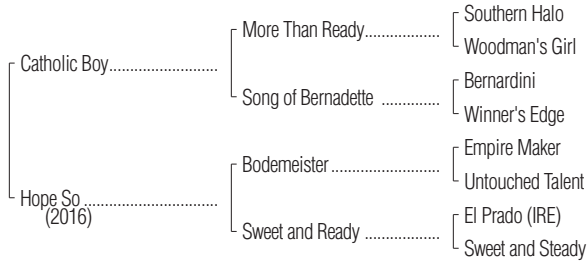 Southern Halo
More Than Ready..................
Woodman's Girl
Catholic Boy..........................
Bernardini
Song of Bernadette ..............
Winner's Edge
Empire Maker
Bodemeister ..........................
Untouched Talent
Hope So ................................
(2016)
El Prado (IRE)
Sweet and Ready ..................
Sweet and Steady